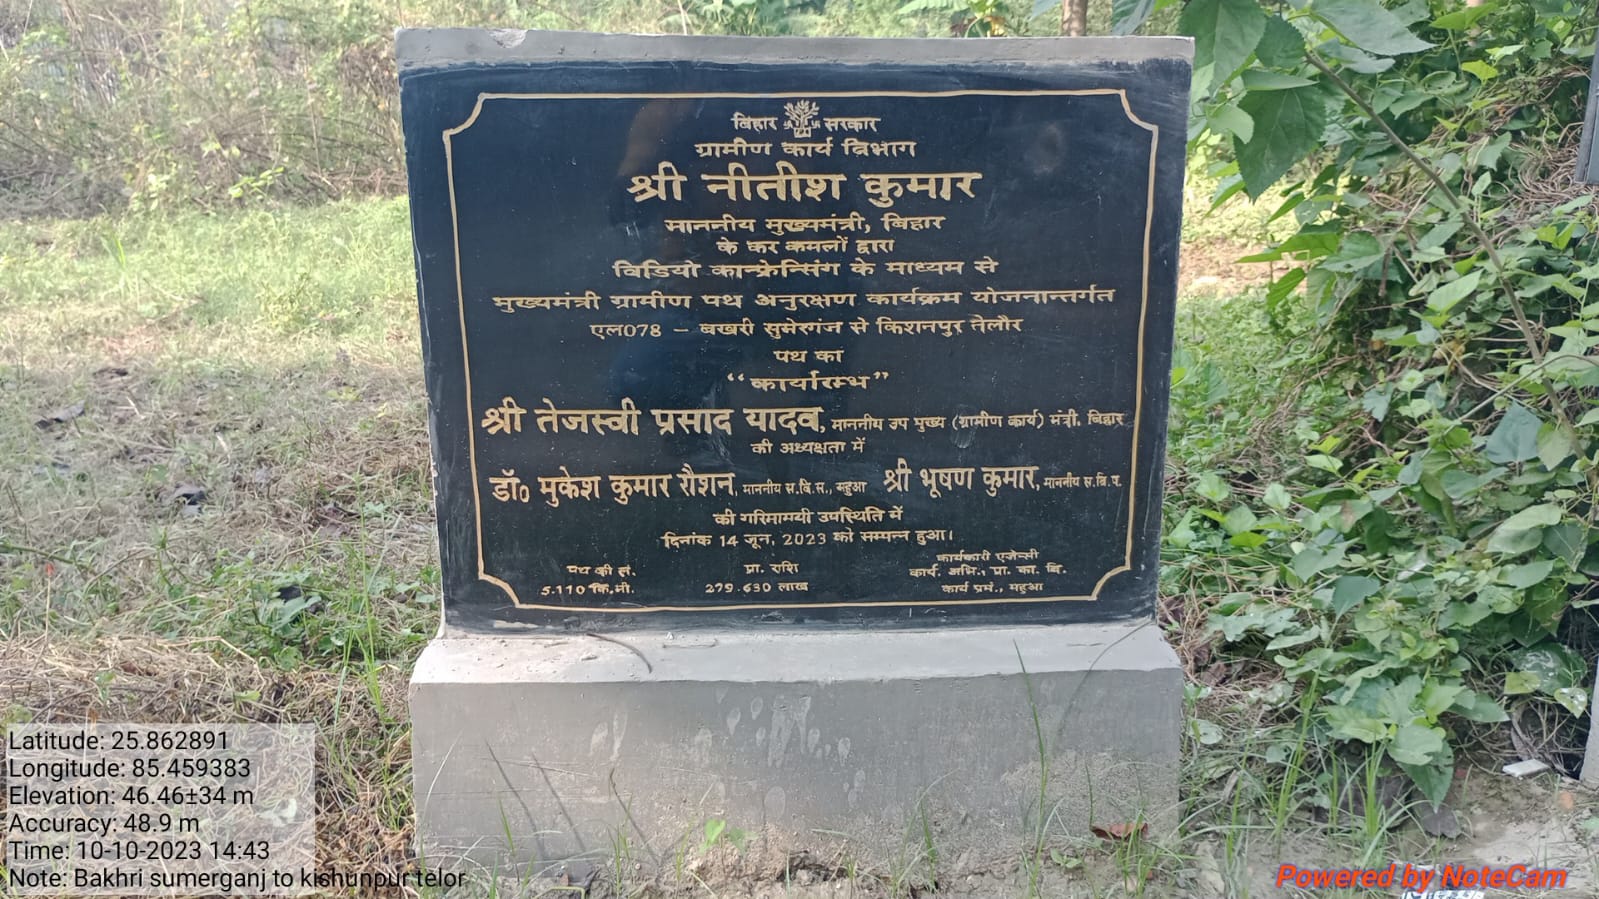 बिहार सरकार
ग्रामीण कार्य विभाग
श्री नीतीश कुमार
माननीय मुख्यमंत्री, बिहार
के कर कमलों द्वारा
विडियो कान्फ्रेन्सिंग के माध्यम से
मुख्यमंत्री ग्रामीण पथ अनुरक्षण कार्यक्रम योजनान्तर्गत
एल078 – बखरी सुमेरगंज से किशनपुर तेलौर
पथ का
“कार्यारम्भ”
श्री तेजस्वी प्रसाद यादव, माननीय उप मुख्य (ग्रामीण कार्य) मंत्री, बिहार
की अध्यक्षता में
डॉ० मुकेश कुमार रौशन, माननीय स.वि.स., महुआ श्री भूषण कुमार, माननीय स.वि.प.
की गरिमामयी उपस्थिति में
दिनांक 14 जून, 2023 को सम्पन्न हुआ।
पथ की लं. प्रा. राशि कार्यकारी एजेन्सी
5.110 कि.मी. 279.630 लाख कार्य. अभि., ग्रा. का. वि.
कार्य प्रमं., महुआ
Latitude: 25.862891
Longitude: 85.459383
Elevation: 46.46±34 m
Accuracy: 48.9 m
Time: 10-10-2023 14:43
Note: Bakhri sumerganj to kishunpur telor
Powered by NoteCam